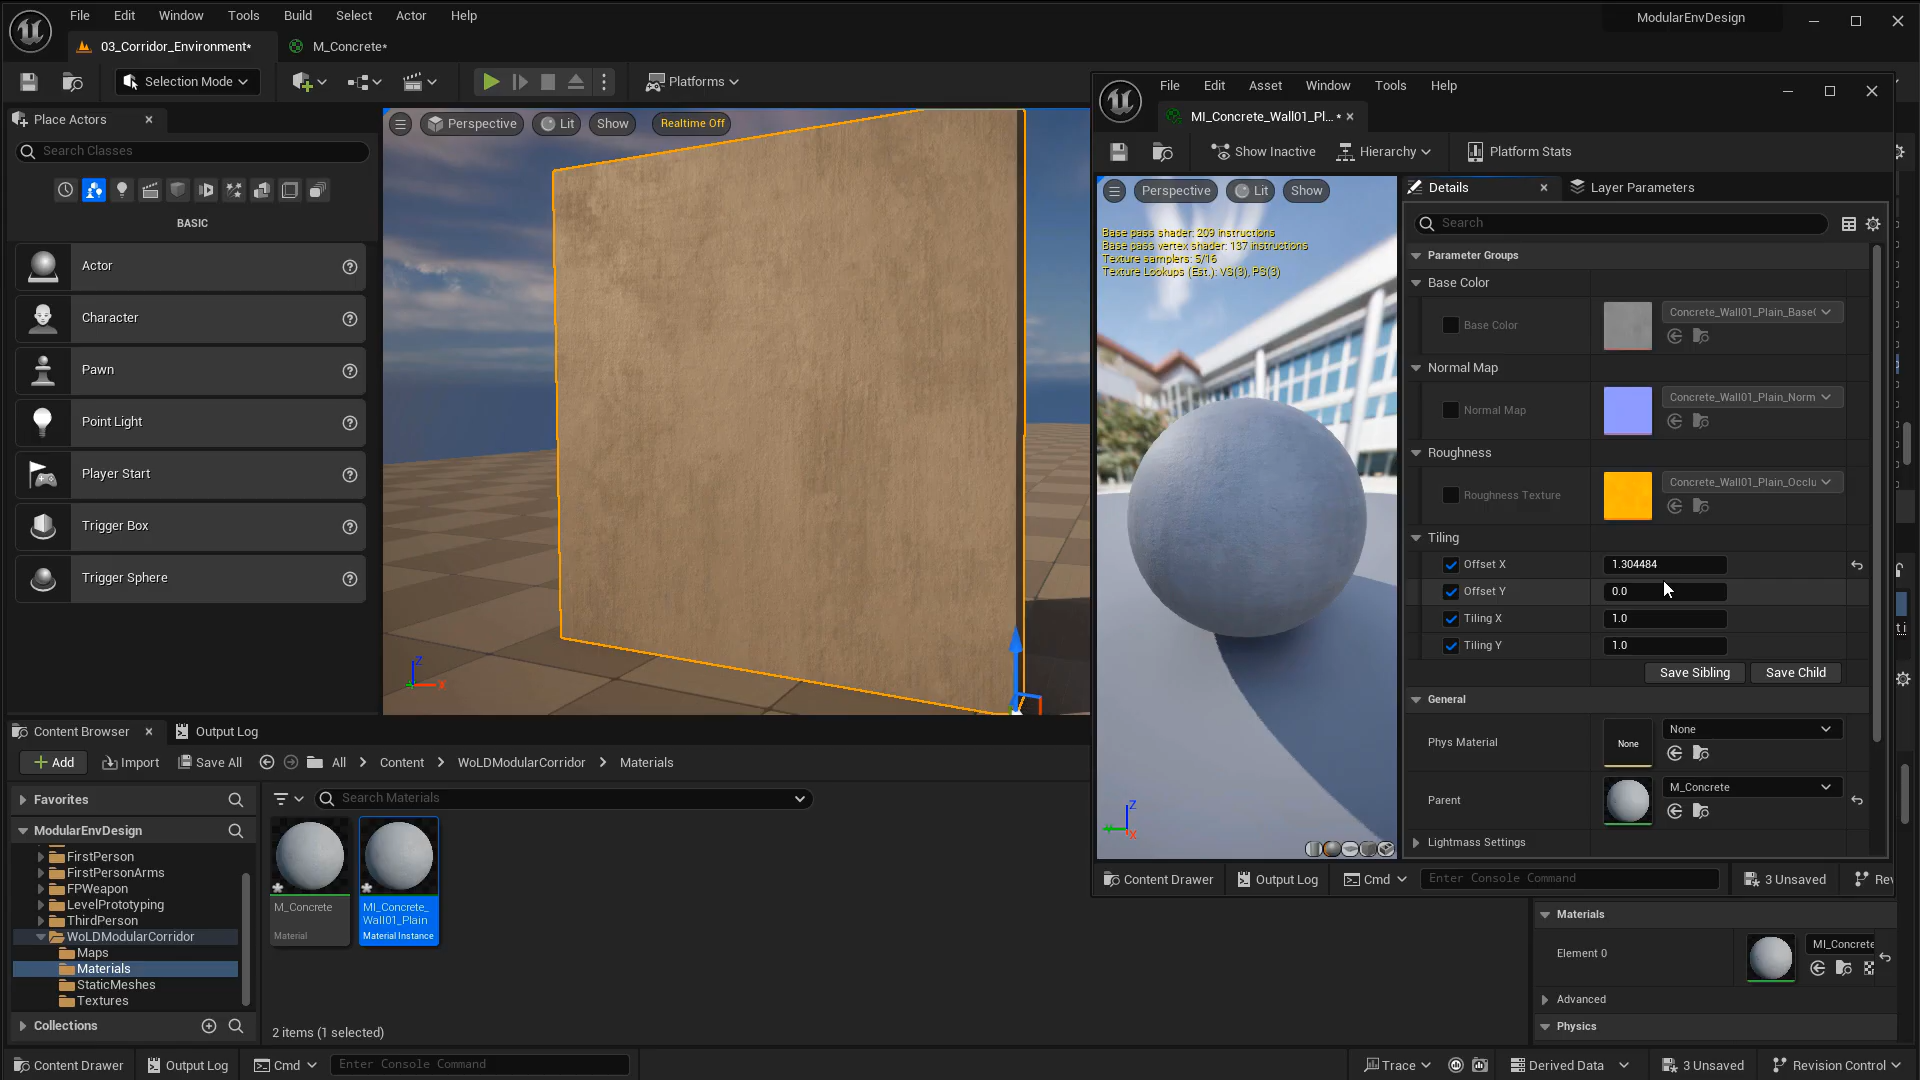 File Edit Window Tools Build Select Actor Help
ModularEnvDesign
03_Corridor_Environment*
M_Concrete*
Selection Mode
Platforms
Place Actors
Search Classes
BASIC
Actor
Character
Pawn
Point Light
Player Start
Trigger Box
Trigger Sphere
Perspective Lit Show Realtime Off
Z
X
File Edit Asset Window Tools Help
MI_Concrete_Wall01_Pl... *
Show Inactive Hierarchy Platform Stats
Perspective Lit Show
Base pass shader: 209 instructions
Base pass vertex shader: 137 instructions
Texture samplers: 5/16
Texture Lookups (Est.): VS(3), PS(3)
Z
Y
X
Details
Layer Parameters
Search
Parameter Groups
Base Color
Base Color
Concrete_Wall01_Plain_Base(
Normal Map
Normal Map
Concrete_Wall01_Plain_Norm
Roughness
Roughness Texture
Concrete_Wall01_Plain_Occlu
Tiling
Offset X 1.304484
Offset Y 0.0
Tiling X 1.0
Tiling Y 1.0
Save Sibling Save Child
General
Phys Material
None
None
Parent
M_Concrete
Lightmass Settings
Content Drawer Output Log Cmd Enter Console Command 3 Unsaved Rev
Content Browser
Output Log
Add Import Save All All Content WoLDModularCorridor Materials
Favorites
Search Materials
ModularEnvDesign
FirstPerson
FirstPersonArms
FPWeapon
LevelPrototyping
ThirdPerson
WoLDModularCorridor
Maps
Materials
StaticMeshes
Textures
Collections
M_Concrete
Material
MI_Concrete_
Wall01_Plain
Material Instance
2 items (1 selected)
Materials
Element 0
MI_Concrete
Advanced
Physics
Content Drawer Output Log Cmd Enter Console Command Trace Derived Data 3 Unsaved Revision Control